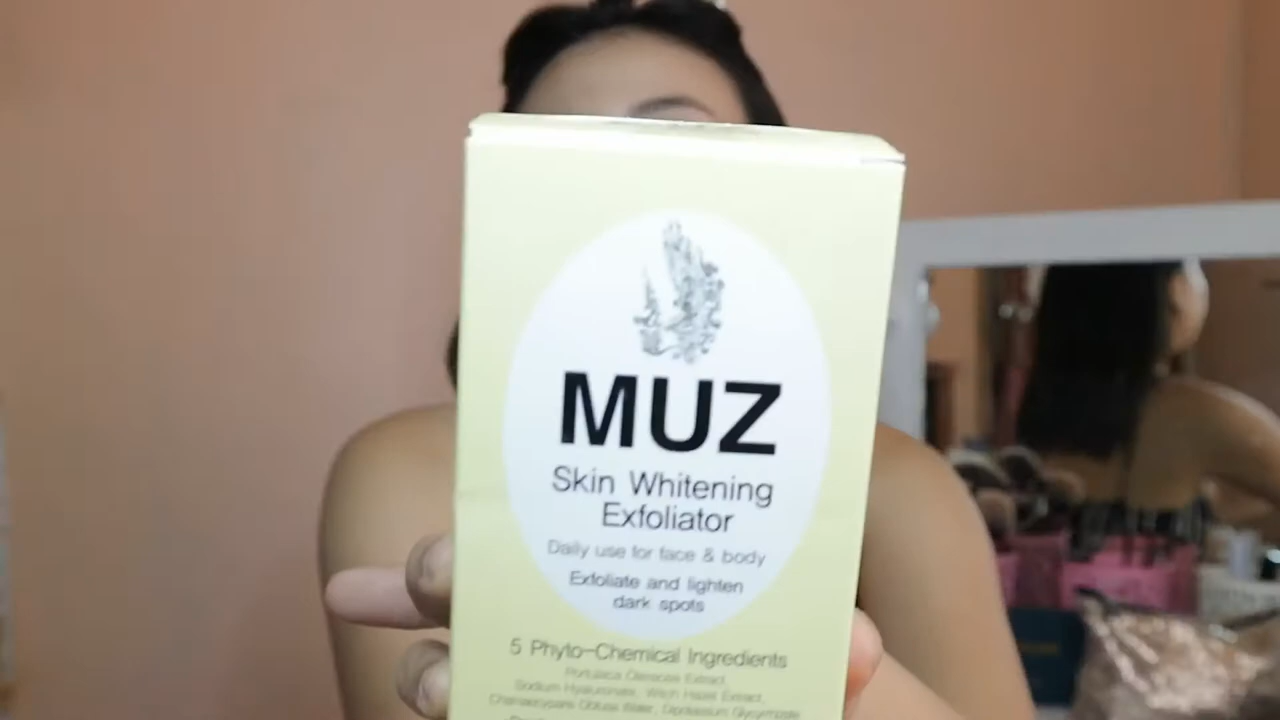 MUZ
Skin Whitening
Exfoliator
Daily use for face & body
Exfoliate and lighten
dark spots
5 Phyto-Chemical Ingredients
Portulaca Oleracea Extract,
Sodium Hyaluronate, Witch Hazel Extract,
Chamaecyparis Obtusa Water, Dipotassium Glycyrrhizate